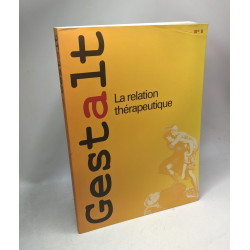 Gestalt
La relation
thérapeutique